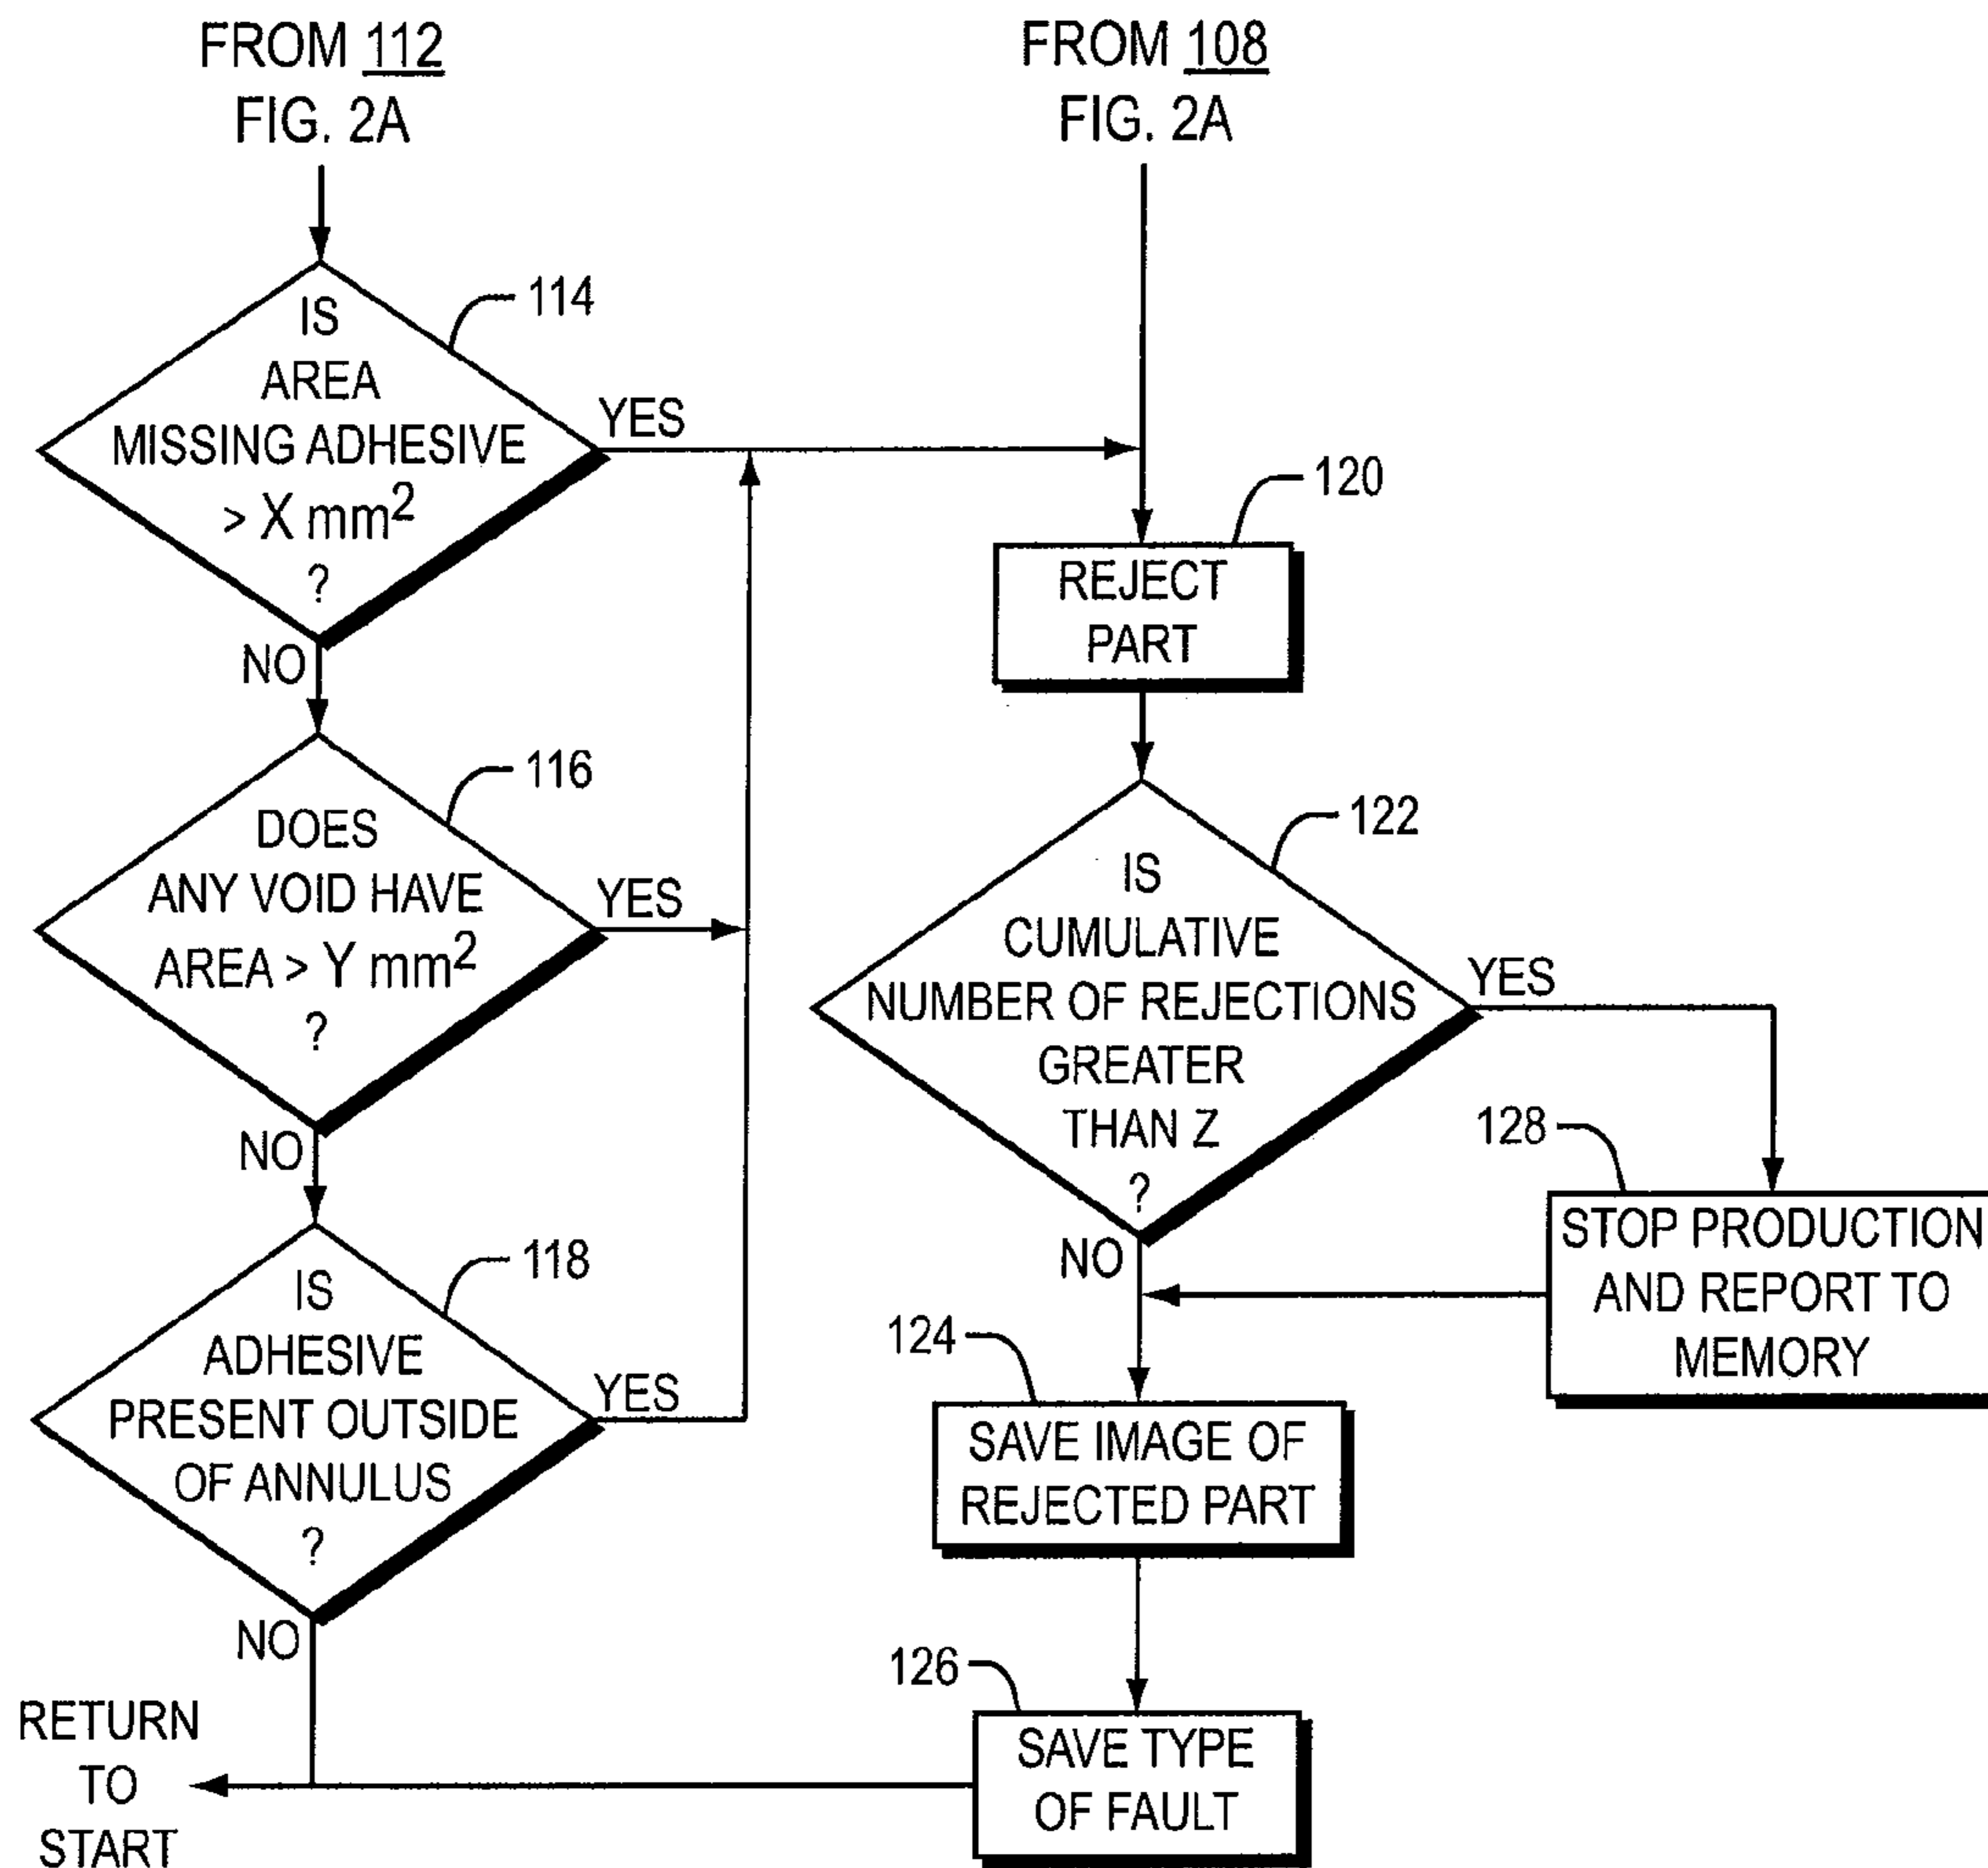 FROM 112
FIG. 2A
FROM 108
FIG. 2A
IS
AREA
MISSING ADHESIVE
> X mm²
?
114
YES
NO
DOES
ANY VOID HAVE
AREA > Y mm²
?
116
YES
NO
IS
ADHESIVE
PRESENT OUTSIDE
OF ANNULUS
?
118
YES
NO
RETURN
TO
START
120
REJECT
PART
122
IS
CUMULATIVE
NUMBER OF REJECTIONS
GREATER
THAN Z
?
YES
NO
128
STOP PRODUCTION
AND REPORT TO
MEMORY
124
SAVE IMAGE OF
REJECTED PART
126
SAVE TYPE
OF FAULT